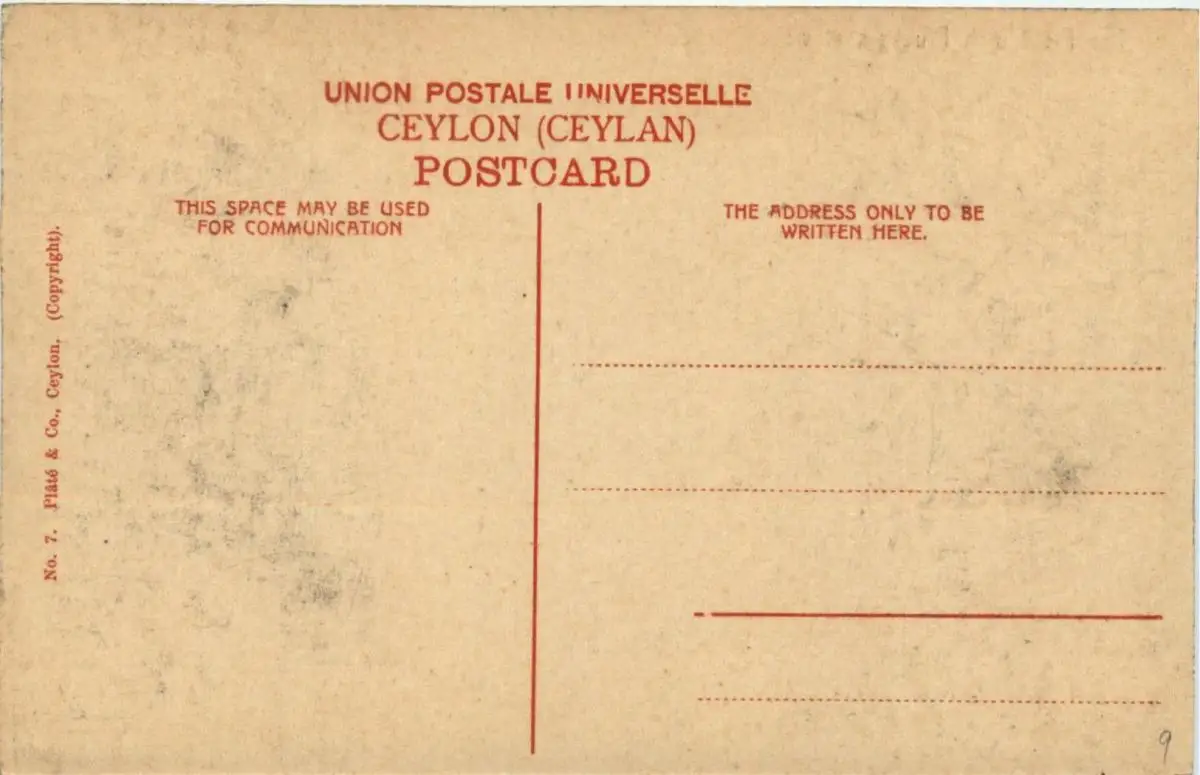 UNION POSTALE UNIVERSELLE
CEYLON (CEYLAN)
POSTCARD
THIS SPACE MAY BE USED
FOR COMMUNICATION
THE ADDRESS ONLY TO BE
WRITTEN HERE.
No. 7. Plâté & Co., Ceylon. (Copyright).
9